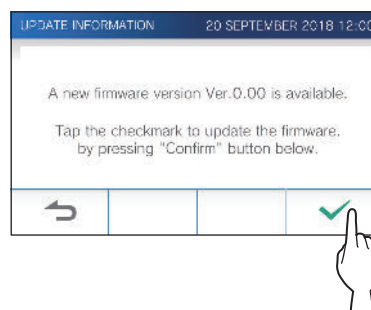 UPDATE INFORMATION 20 SEPTEMBER 2018 12:00
A new firmware version Ver.0.00 is available.
Tap the checkmark to update the firmware.
by pressing "Confirm" button below.